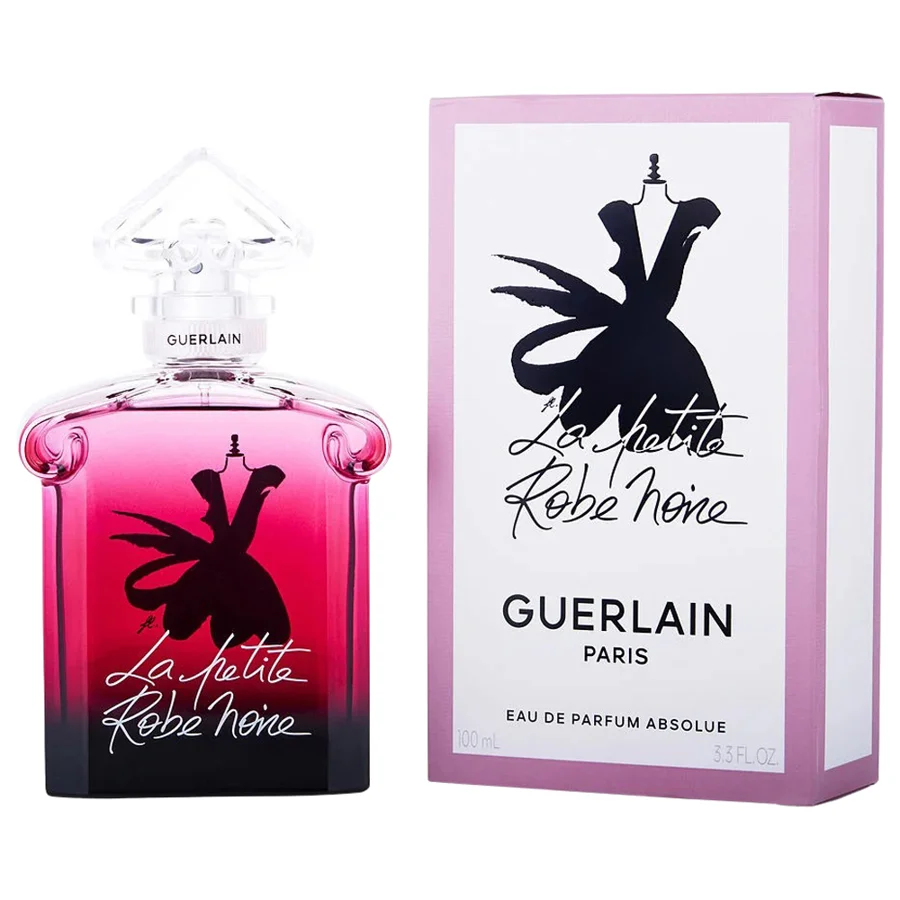 GUERLAIN
La petite
Robe Noire
La petite
Robe Noire
GUERLAIN
PARIS
EAU DE PARFUM ABSOLUE
100 mL
3.3 FL.OZ.